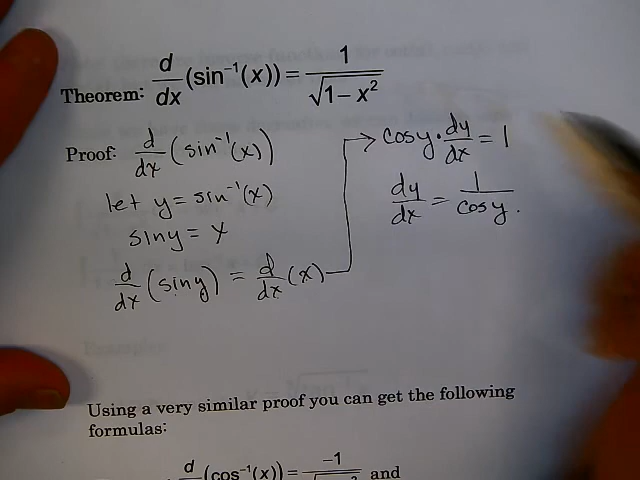 Theorem: d/dx (sin⁻¹(x)) = 1/√(1 − x²)
Proof: d/dx (sin⁻¹(x))
let y = sin⁻¹(x)
sin y = x
d/dx (sin y) = d/dx (x)
→ cos y · dy/dx = 1
dy/dx = 1/cos y .
Using a very similar proof you can get the following
formulas:
d/(cos⁻¹(x)) = −1/√ ² and